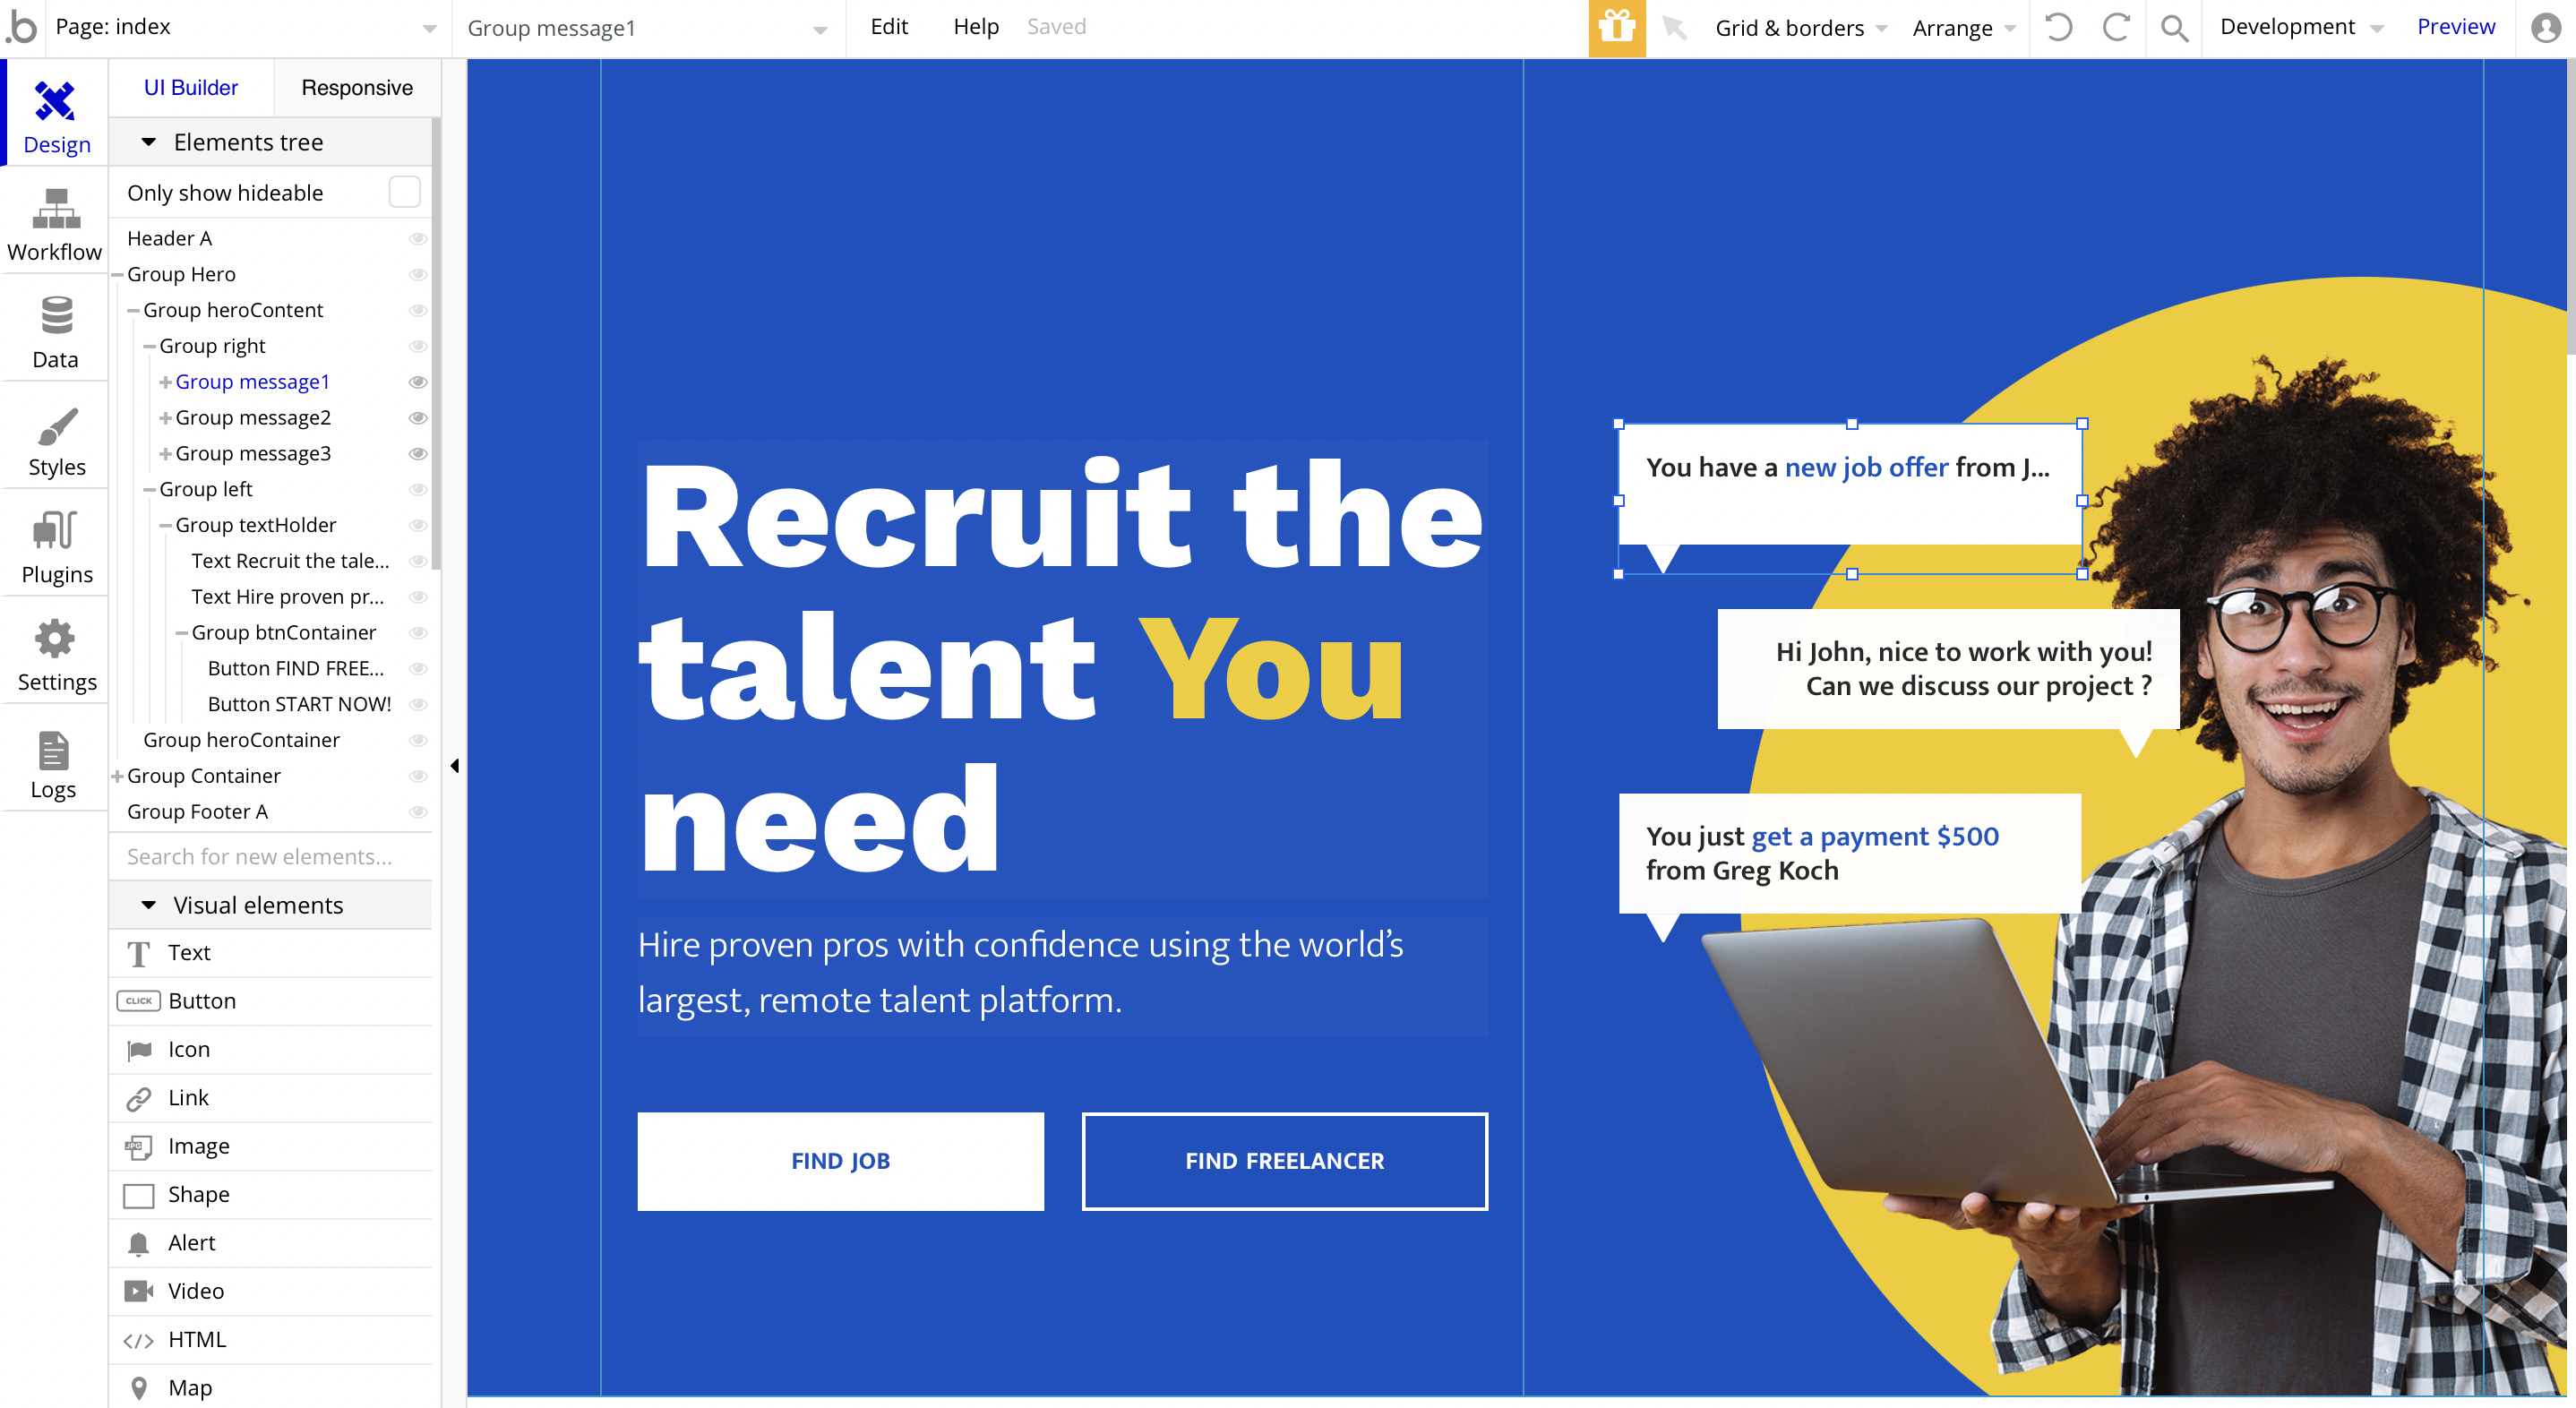 .b
Page: index
Group message1
Edit
Help
Saved
Grid & borders
Arrange
Development
Preview
Design
Workflow
Data
Styles
Plugins
Settings
Logs
UI Builder
Responsive
Elements tree
Only show hideable
Header A
Group Hero
Group heroContent
Group right
Group message1
Group message2
Group message3
Group left
Group textHolder
Text Recruit the tale...
Text Hire proven pr...
Group btnContainer
Button FIND FREE...
Button START NOW!
Group heroContainer
Group Container
Group Footer A
Search for new elements...
Visual elements
Text
CLICK Button
Icon
Link
JPG Image
Shape
Alert
Video
</> HTML
Map
Recruit the
talent You
need
Hire proven pros with confidence using the world’s
largest, remote talent platform.
FIND JOB
FIND FREELANCER
You have a new job offer from J...
Hi John, nice to work with you!
Can we discuss our project ?
You just get a payment $500
from Greg Koch